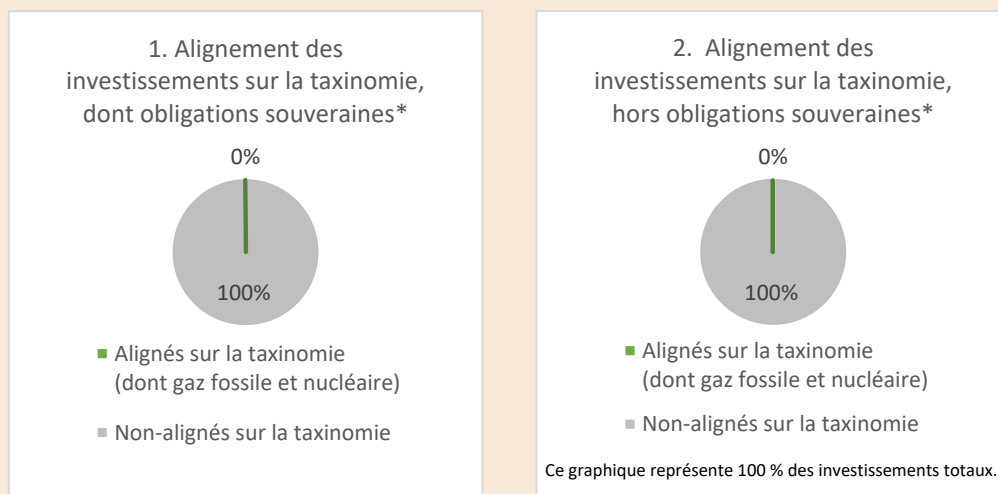 1. Alignement des
investissements sur la taxinomie,
dont obligations souveraines*
0%
100%
■ Alignés sur la taxinomie
(dont gaz fossile et nucléaire)
■ Non-alignés sur la taxinomie
2. Alignement des
investissements sur la taxinomie,
hors obligations souveraines*
0%
100%
■ Alignés sur la taxinomie
(dont gaz fossile et nucléaire)
■ Non-alignés sur la taxinomie
Ce graphique représente 100 % des investissements totaux.